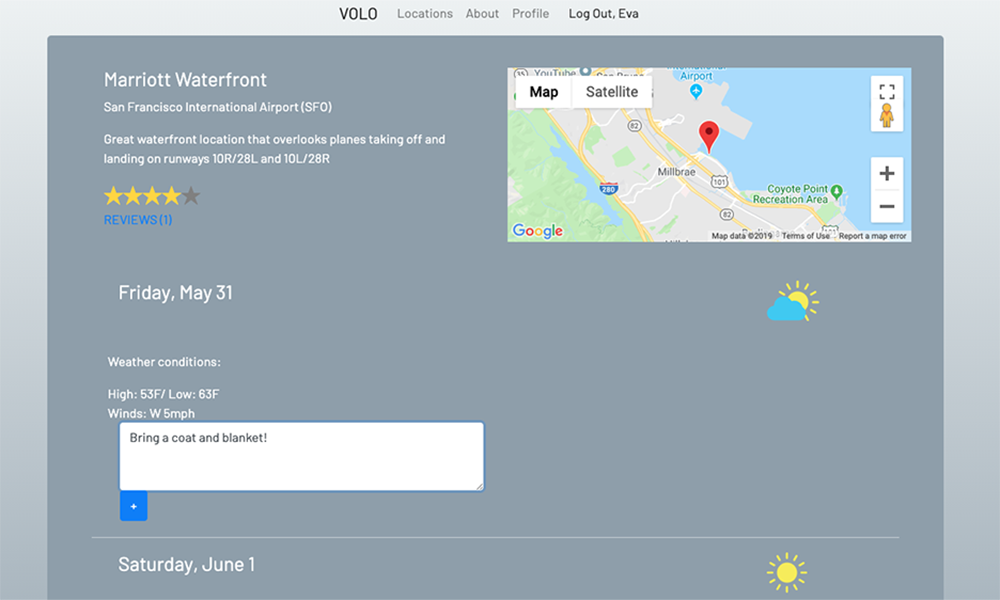 VOLO Locations About Profile Log Out, Eva
Marriott Waterfront
San Francisco International Airport (SFO)
Great waterfront location that overlooks planes taking off and
landing on runways 10R/28L and 10L/28R
REVIEWS (1)
Map Satellite
YouTube
Airport
82
Millbrae
101
280
Coyote Point
Recreation Area
82
Google
Map data ©2019 Terms of Use Report a map error
Friday, May 31
Weather conditions:
High: 53F/ Low: 63F
Winds: W 5mph
Bring a coat and blanket!
+
Saturday, June 1